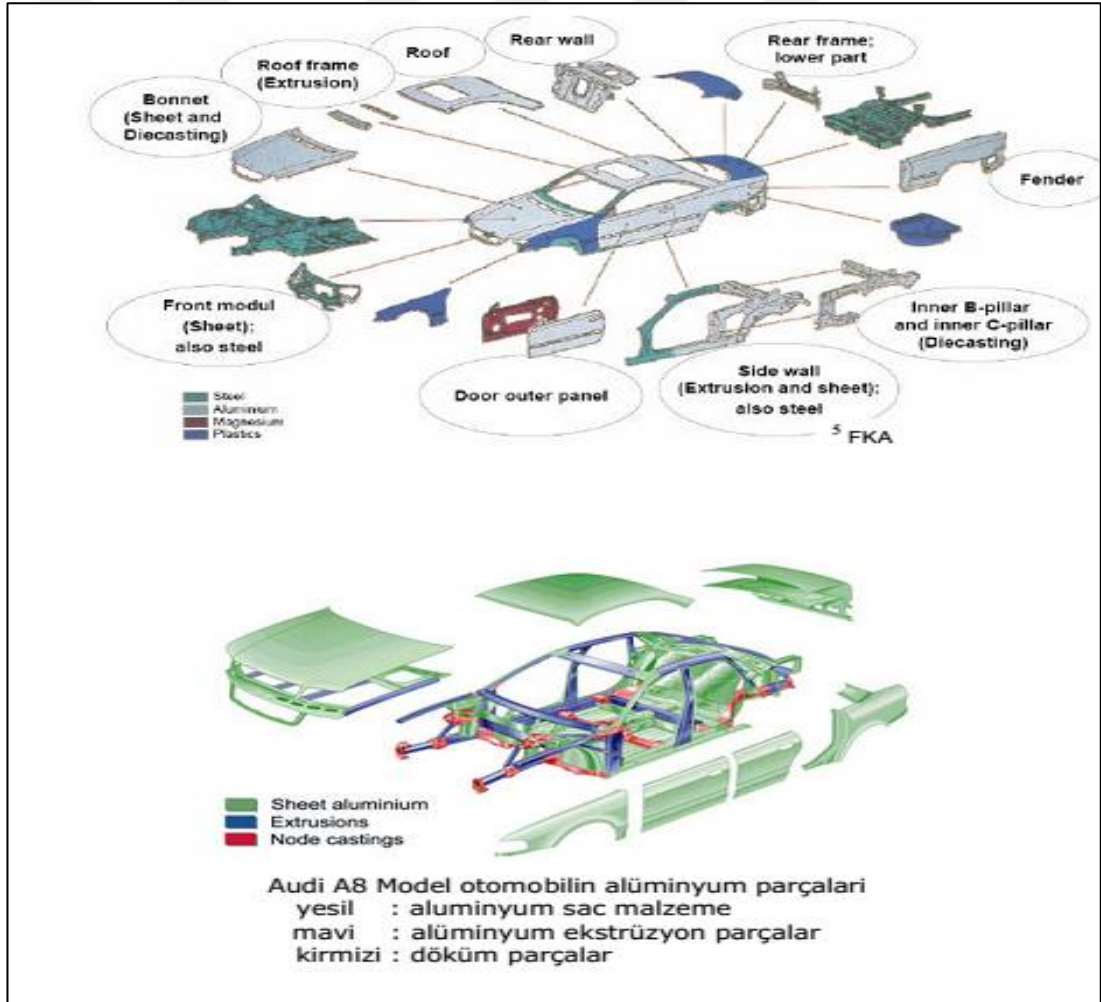 Rear wall
Roof
Rear frame;
lower part
Roof frame
(Extrusion)
Bonnet
(Sheet and
Diecasting)
Fender
Front modul
(Sheet);
also steel
Inner B-pillar
and inner C-pillar
(Diecasting)
Door outer panel
Side wall
(Extrusion and sheet);
also steel
Steel
Aluminium
Magnesium
Plastics
5 FKA
Sheet aluminium
Extrusions
Node castings
Audi A8 Model otomobilin alüminyum parçalari
yesil : aluminyum sac malzeme
mavi : alüminyum ekstrüzyon parçalar
kirmizi : döküm parçalar